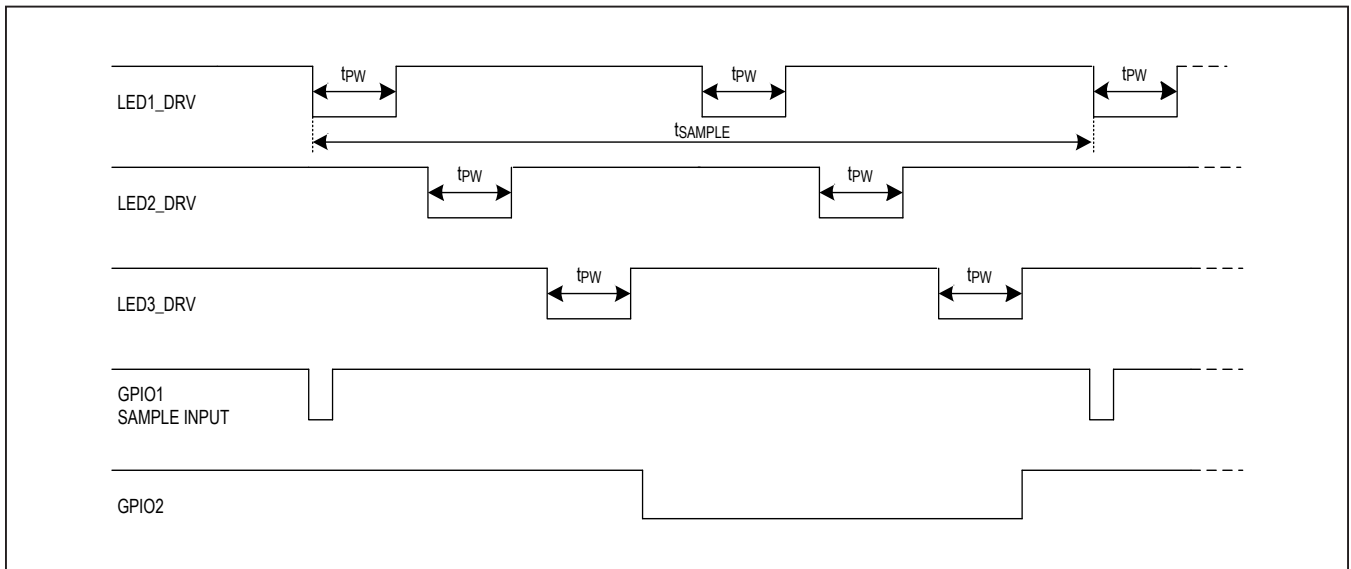 tPW tPW tPW
LED1_DRV
tSAMPLE
tPW tPW
LED2_DRV
tPW tPW
LED3_DRV
GPIO1
SAMPLE INPUT
GPIO2